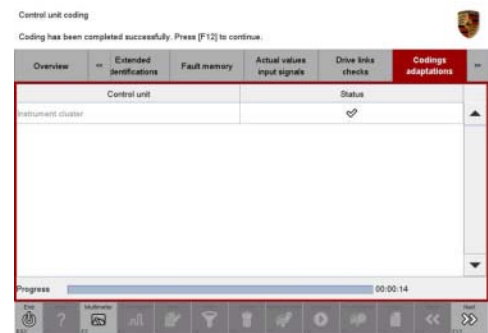 Control unit coding
Coding has been completed successfully. Press [F12] to continue.
Overview
Extended
identifications
Fault memory
Actual values
input signals
Drive links
checks
Codings
adaptations
Control unit
Status
Instrument cluster
Progress
00:00:14
End
?
Multimedia
Next